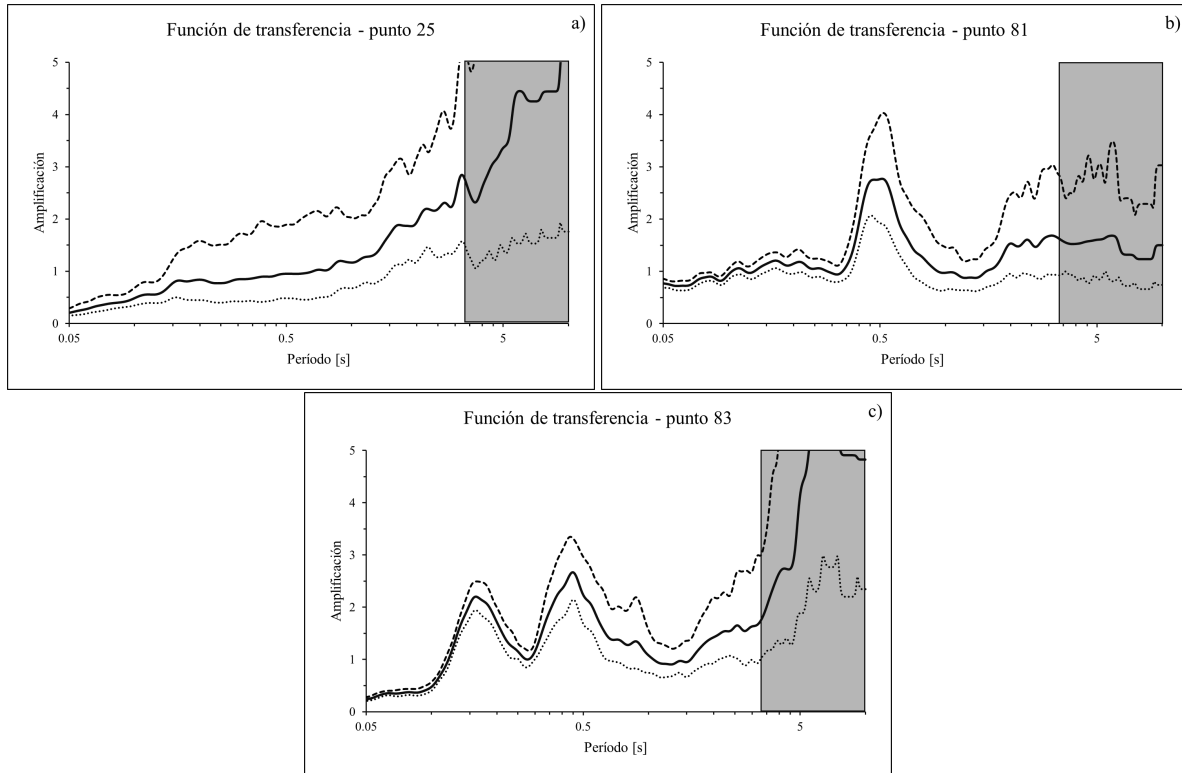 Función de transferencia - punto 25
a)
5
4
3
2
1
0
Amplificación
0.05
0.5
5
Período [s]
Función de transferencia - punto 81
b)
5
4
3
2
1
0
Amplificación
0.05
0.5
5
Período [s]
Función de transferencia - punto 83
c)
5
4
3
2
1
0
Amplificación
0.05
0.5
5
Período [s]